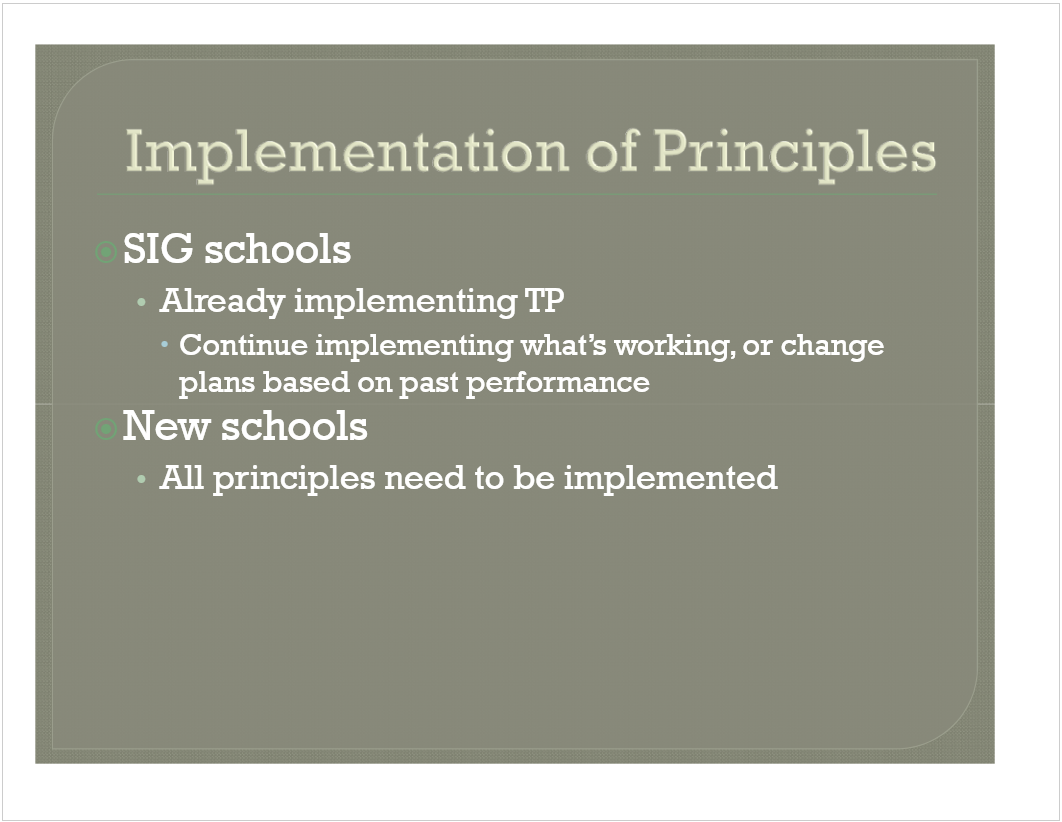 Implementation of Principles
SIG schools
Already implementing TP
Continue implementing what’s working, or change
plans based on past performance
New schools
All principles need to be implemented